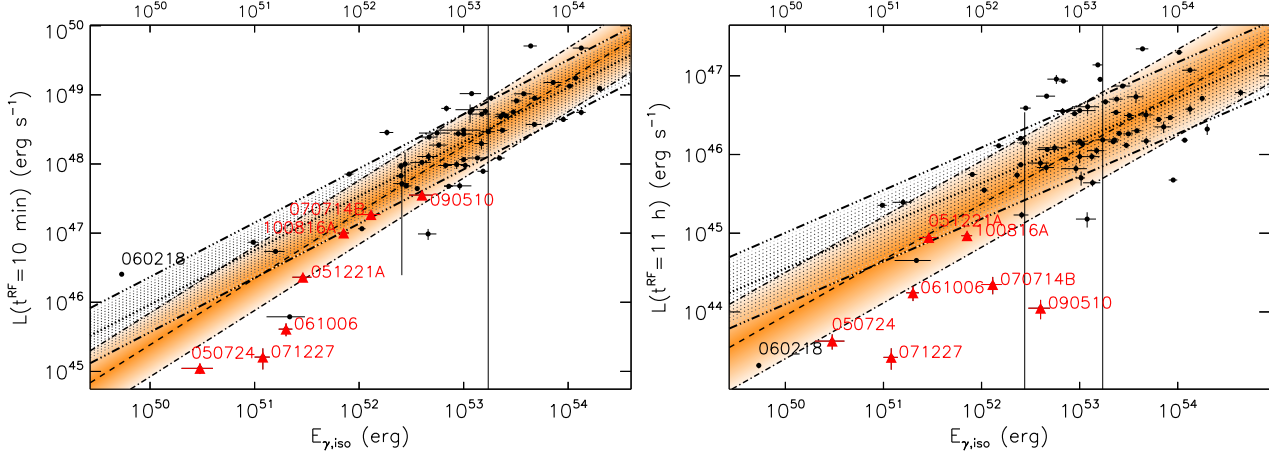 10^50 10^51 10^52 10^53 10^54
10^50 10^51 10^52 10^53 10^54
10^50
10^49
10^48
10^47
10^46
10^45
L(t^RF=10 min) (erg s^-1)
070714B
090510
100816A
060218
051221A
061006
050724
071227
10^50 10^51 10^52 10^53 10^54
E_γ,iso (erg)
10^47
10^46
10^45
10^44
L(t^RF=11 h) (erg s^-1)
051221A
100816A
070714B
061006
090510
050724
060218
071227
10^50 10^51 10^52 10^53 10^54
E_γ,iso (erg)